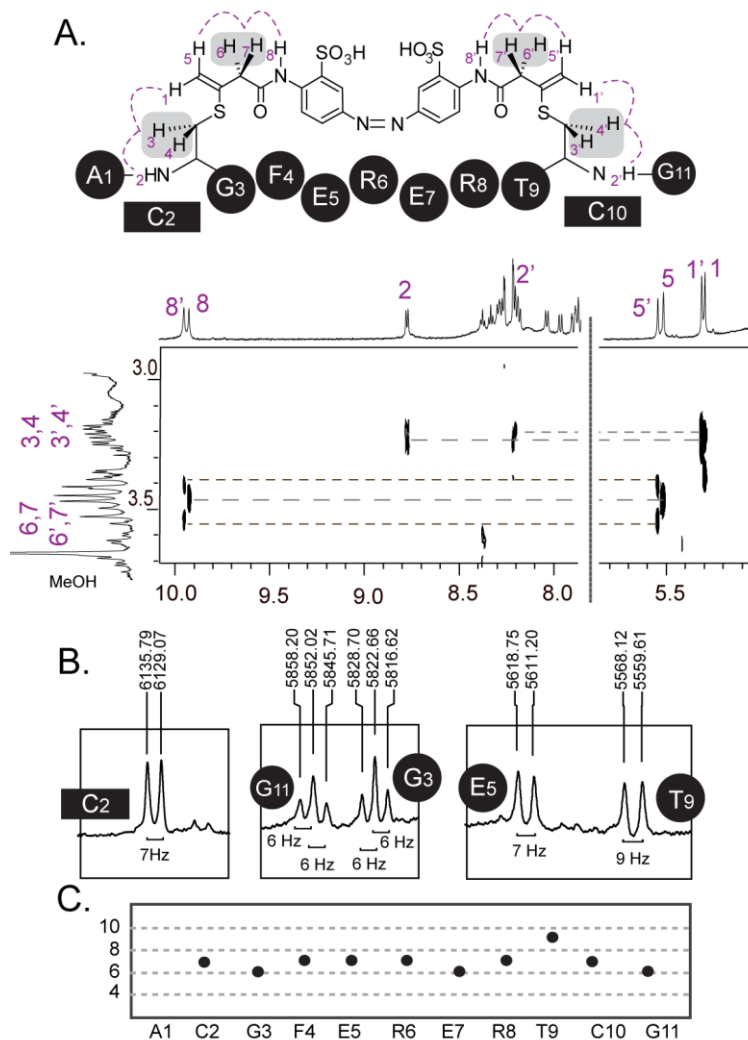 A.
H H H H SO₃H HO₃S H H H H
5 6 7 8 8' 7' 6' 5'
H N N H
1 O O 1'
S N=N S
H H
3 4'
H H
4 3'
A1 2 HN N H G11
2'
G3 F4 E5 R6 E7 R8 T9
C2 C10
8' 8 2 2' 5' 5 1' 1
3.0
3,4
3',4'
3.5
6,7
6',7'
MeOH
10.0 9.5 9.0 8.5 8.0 5.5
B.
6135.79
6129.07
5858.20
5852.02
5845.71
5828.70
5822.66
5816.62
5618.75
5611.20
5568.12
5559.61
C2 G11 G3 E5 T9
7Hz
6 Hz 6 Hz
6 Hz 6 Hz
7 Hz 9 Hz
C.
10
8
6
4
A1 C2 G3 F4 E5 R6 E7 R8 T9 C10 G11